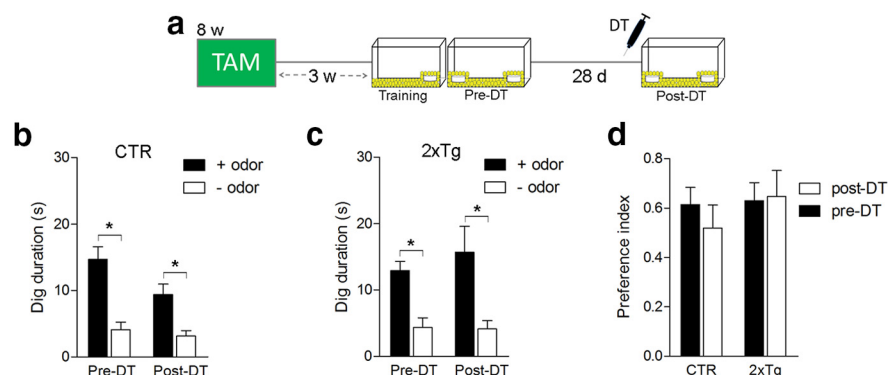 a
8 w
TAM
3 w
Training
Pre-DT
28 d
DT
Post-DT
b
CTR
+ odor
- odor
Dig duration (s)
30
20
10
0
*
*
Pre-DT
Post-DT
c
2xTg
+ odor
- odor
Dig duration (s)
30
20
10
0
*
*
Pre-DT
Post-DT
d
post-DT
pre-DT
Preference index
0.8
0.6
0.4
0.2
0.0
CTR
2xTg